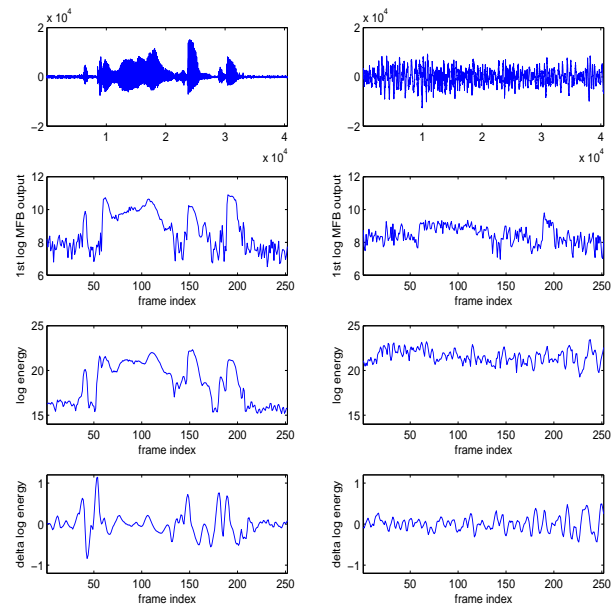 x 10^4
2
0
−2
1 2 3 4
x 10^4
x 10^4
2
0
−2
1 2 3 4
x 10^4
12
10
8
6
1st log MFB output
50 100 150 200 250
frame index
12
10
8
6
1st log MFB output
50 100 150 200 250
frame index
25
20
15
log energy
50 100 150 200 250
frame index
25
20
15
log energy
50 100 150 200 250
frame index
1
0
−1
delta log energy
50 100 150 200 250
frame index
1
0
−1
delta log energy
50 100 150 200 250
frame index